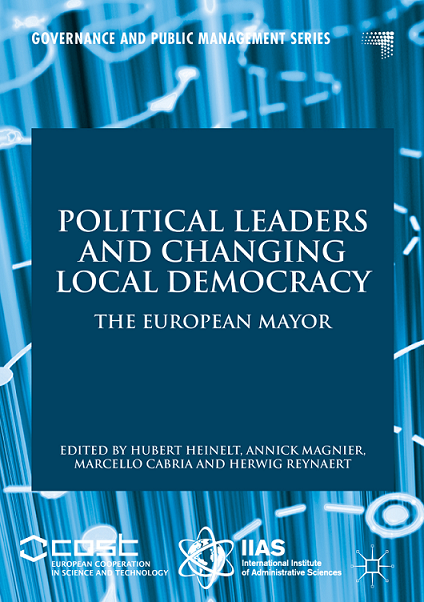 GOVERNANCE AND PUBLIC MANAGEMENT SERIES
POLITICAL LEADERS
AND CHANGING
LOCAL DEMOCRACY
THE EUROPEAN MAYOR
EDITED BY HUBERT HEINELT, ANNICK MAGNIER,
MARCELLO CABRIA AND HERWIG REYNAERT
cost
EUROPEAN COOPERATION
IN SCIENCE AND TECHNOLOGY
IIAS
International Institute
of Administrative Sciences